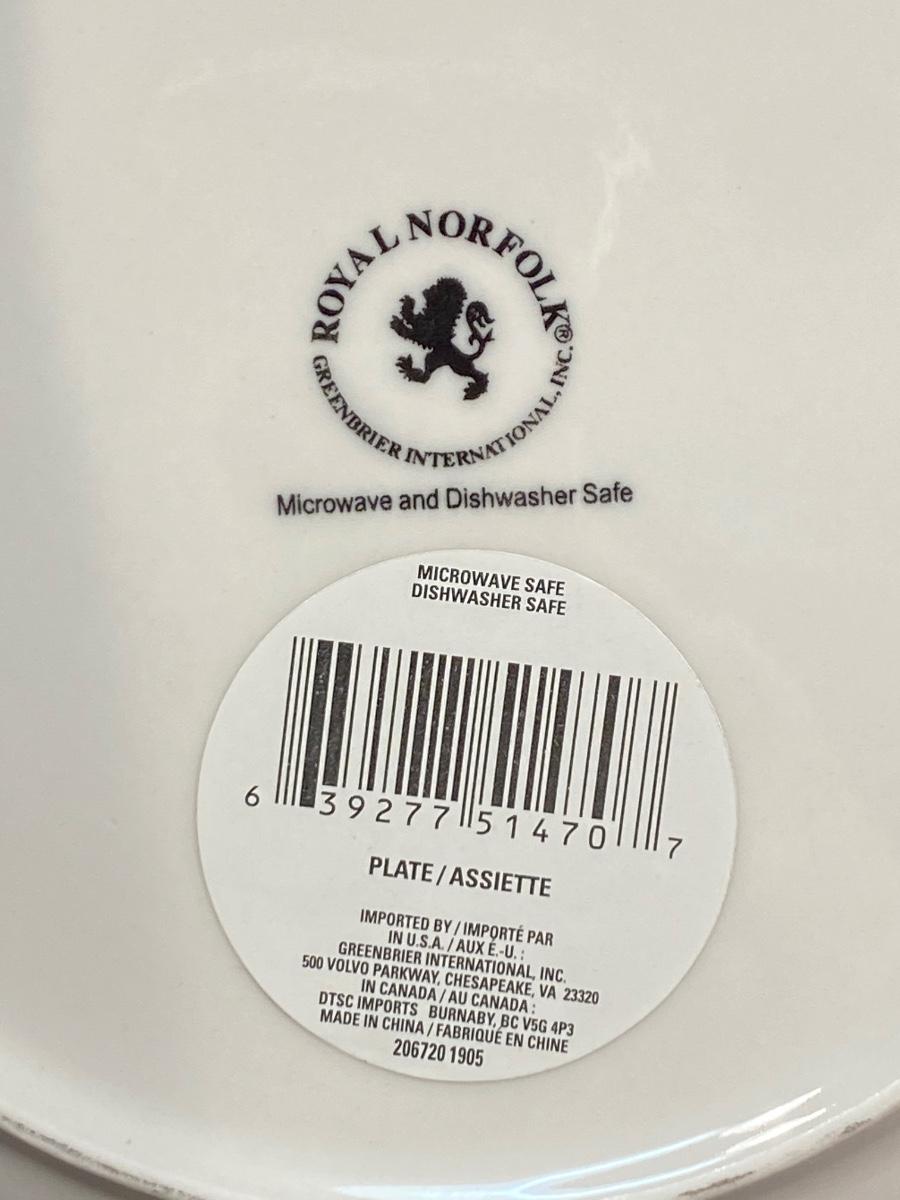 ROYAL NORFOLK®
GREENBRIER INTERNATIONAL, INC.
Microwave and Dishwasher Safe
MICROWAVE SAFE
DISHWASHER SAFE
6 39277 51470 7
PLATE / ASSIETTE
IMPORTED BY / IMPORTÉ PAR
IN U.S.A. / AUX É.-U. :
GREENBRIER INTERNATIONAL, INC.
500 VOLVO PARKWAY, CHESAPEAKE, VA 23320
IN CANADA / AU CANADA :
DTSC IMPORTS BURNABY, BC V5G 4P3
MADE IN CHINA / FABRIQUÉ EN CHINE
206720 1905